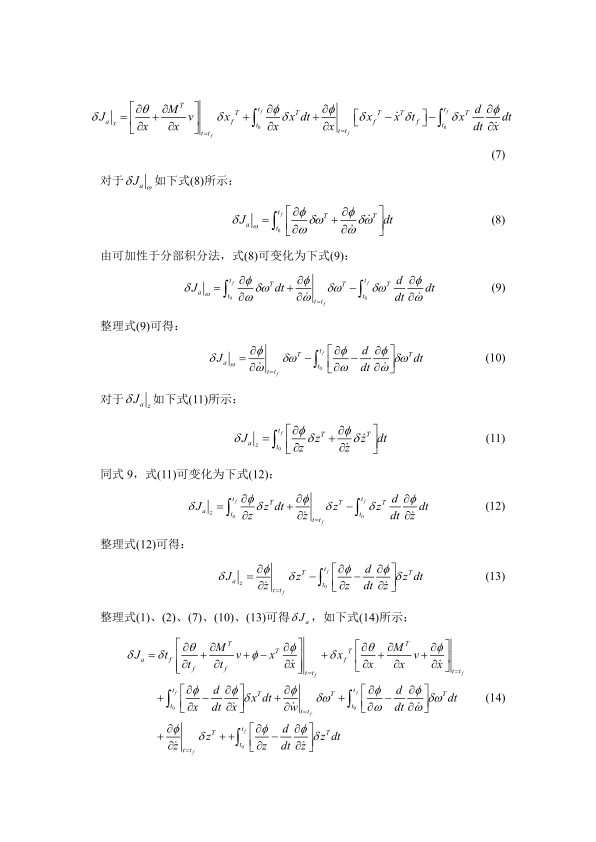 $\delta J_a|_x = \left[\frac{\partial \theta}{\partial x} + \frac{\partial M^T}{\partial x} v\right]\Big|_{t=t_f} \delta x_f{}^T + \int_{t_0}^{t_f} \frac{\partial \phi}{\partial x} \delta x^T dt + \frac{\partial \phi}{\partial \dot{x}}\Big|_{t=t_f} \left[\delta x_f{}^T - \dot{x}^T \delta t_f\right] - \int_{t_0}^{t_f} \delta x^T \frac{d}{dt} \frac{\partial \phi}{\partial \dot{x}} dt$
(7)
对于$\delta J_a|_\omega$如下式(8)所示：
$\delta J_a|_\omega = \int_{t_0}^{t_f} \left[\frac{\partial \phi}{\partial \omega} \delta \omega^T + \frac{\partial \phi}{\partial \dot{\omega}} \delta \dot{\omega}^T\right] dt$ (8)
由可加性于分部积分法，式(8)可变化为下式(9):
$\delta J_a|_\omega = \int_{t_0}^{t_f} \frac{\partial \phi}{\partial \omega} \delta \omega^T dt + \frac{\partial \phi}{\partial \dot{\omega}}\Big|_{t=t_f} \delta \omega^T - \int_{t_0}^{t_f} \delta \omega^T \frac{d}{dt} \frac{\partial \phi}{\partial \dot{\omega}} dt$ (9)
整理式(9)可得：
$\delta J_a|_\omega = \frac{\partial \phi}{\partial \dot{\omega}}\Big|_{t=t_f} \delta \omega^T - \int_{t_0}^{t_f} \left[\frac{\partial \phi}{\partial \omega} - \frac{d}{dt} \frac{\partial \phi}{\partial \dot{\omega}}\right] \delta \omega^T dt$ (10)
对于$\delta J_a|_z$如下式(11)所示：
$\delta J_a|_z = \int_{t_0}^{t_f} \left[\frac{\partial \phi}{\partial z} \delta z^T + \frac{\partial \phi}{\partial \dot{z}} \delta \dot{z}^T\right] dt$ (11)
同式 9，式(11)可变化为下式(12):
$\delta J_a|_z = \int_{t_0}^{t_f} \frac{\partial \phi}{\partial z} \delta z^T dt + \frac{\partial \phi}{\partial \dot{z}}\Big|_{t=t_f} \delta z^T - \int_{t_0}^{t_f} \delta z^T \frac{d}{dt} \frac{\partial \phi}{\partial \dot{z}} dt$ (12)
整理式(12)可得：
$\delta J_a|_z = \frac{\partial \phi}{\partial \dot{z}}\Big|_{t=t_f} \delta z^T - \int_{t_0}^{t_f} \left[\frac{\partial \phi}{\partial z} - \frac{d}{dt} \frac{\partial \phi}{\partial \dot{z}}\right] \delta z^T dt$ (13)
整理式(1)、(2)、(7)、(10)、(13)可得$\delta J_a$，如下式(14)所示：
$\delta J_a = \delta t_f \left[\frac{\partial \theta}{\partial t_f} + \frac{\partial M^T}{\partial t_f} v + \phi - x^T \frac{\partial \phi}{\partial \dot{x}}\right]\Big|_{t=t_f} + \delta x_f{}^T \left[\frac{\partial \theta}{\partial x} + \frac{\partial M^T}{\partial x} v + \frac{\partial \phi}{\partial \dot{x}}\right]\Big|_{t=t_f}$
$+ \int_{t_0}^{t_f} \left[\frac{\partial \phi}{\partial x} - \frac{d}{dt} \frac{\partial \phi}{\partial \dot{x}}\right] \delta x^T dt + \frac{\partial \phi}{\partial \dot{w}}\Big|_{t=t_f} \delta \omega^T + \int_{t_0}^{t_f} \left[\frac{\partial \phi}{\partial \omega} - \frac{d}{dt} \frac{\partial \phi}{\partial \dot{\omega}}\right] \delta \omega^T dt$ (14)
$+ \frac{\partial \phi}{\partial \dot{z}}\Big|_{t=t_f} \delta z^T + + \int_{t_0}^{t_f} \left[\frac{\partial \phi}{\partial z} - \frac{d}{dt} \frac{\partial \phi}{\partial \dot{z}}\right] \delta z^T dt$